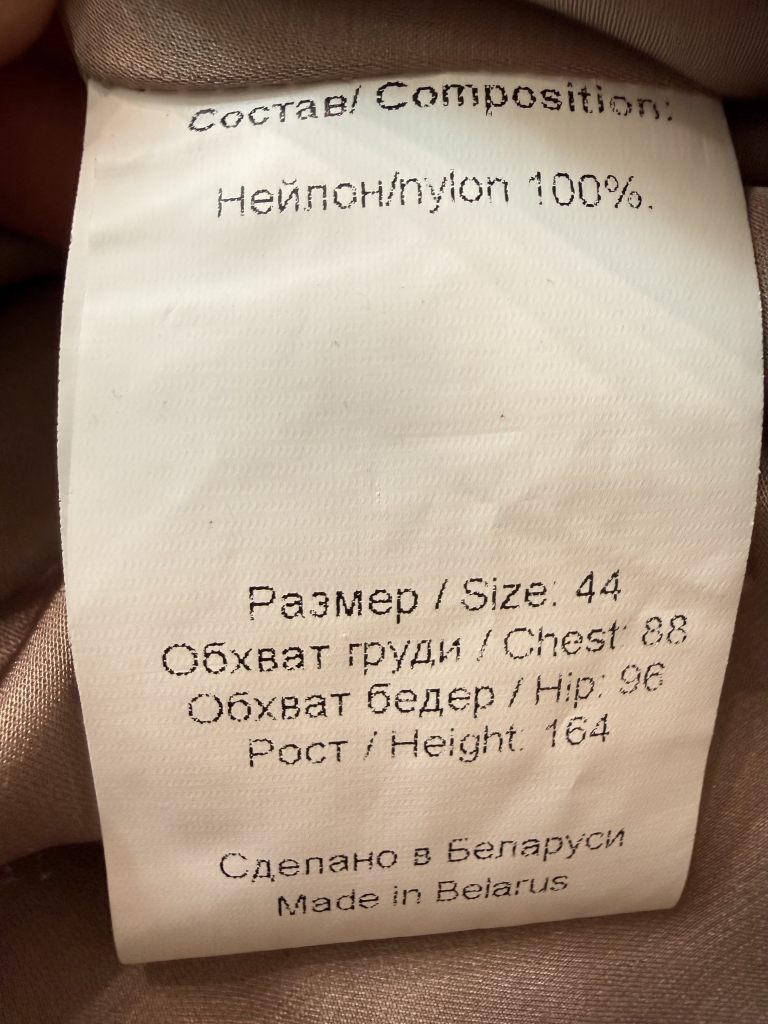 Состав/ Composition:
Нейлон/nylon 100%.
Размер / Size: 44
Обхват груди / Chest: 88
Обхват бедер / Hip: 96
Рост / Height: 164
Сделано в Беларуси
Made in Belarus